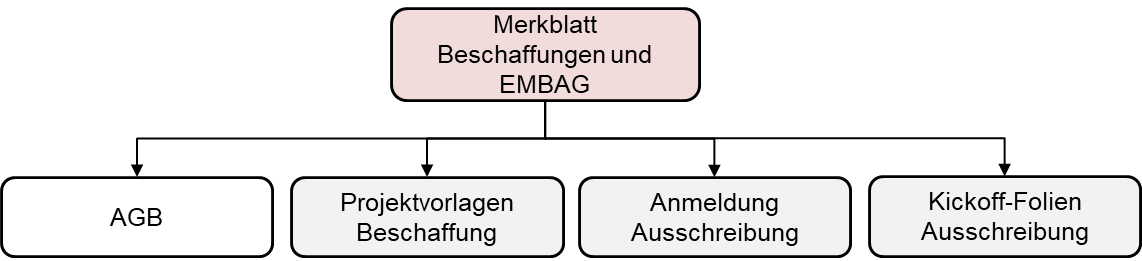 Merkblatt
Beschaffungen und
EMBAG
AGB
Projektvorlagen
Beschaffung
Anmeldung
Ausschreibung
Kickoff-Folien
Ausschreibung